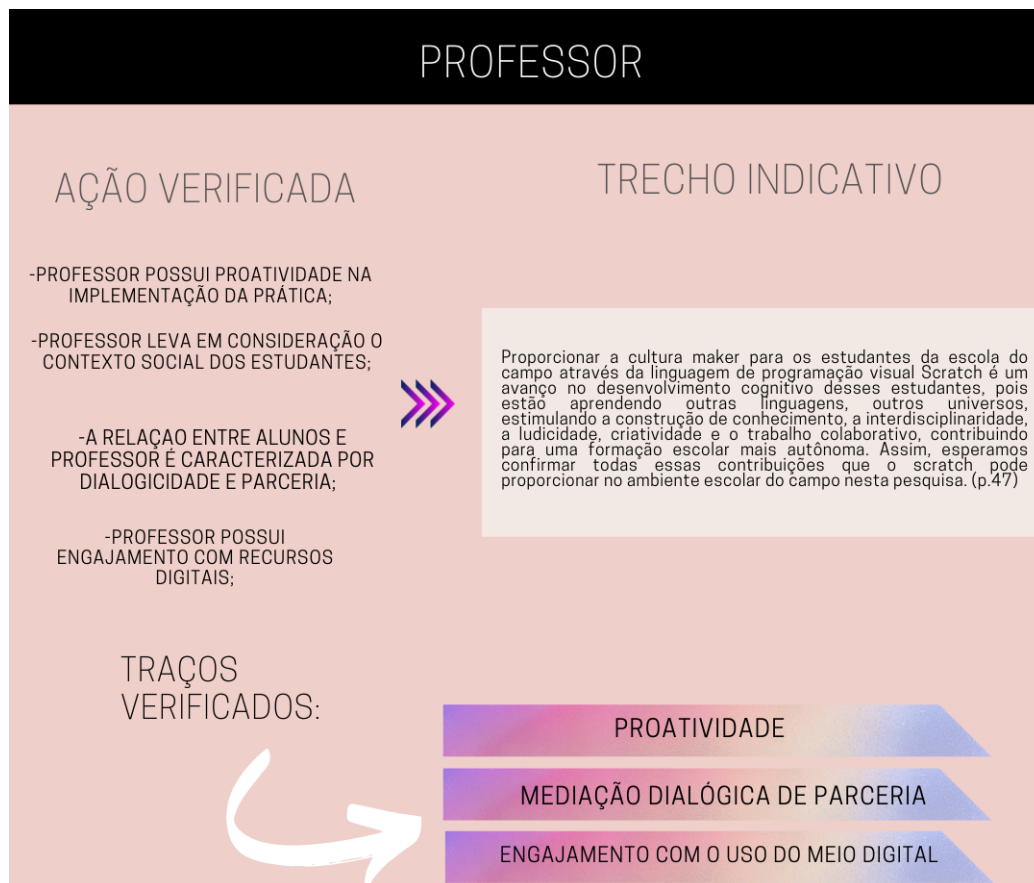 PROFESSOR
AÇÃO VERIFICADA
-PROFESSOR POSSUI PROATIVIDADE NA
IMPLEMENTAÇÃO DA PRÁTICA;
-PROFESSOR LEVA EM CONSIDERAÇÃO O
CONTEXTO SOCIAL DOS ESTUDANTES;
-A RELAÇAO ENTRE ALUNOS E
PROFESSOR É CARACTERIZADA POR
DIALOGICIDADE E PARCERIA;
-PROFESSOR POSSUI
ENGAJAMENTO COM RECURSOS
DIGITAIS;
TRECHO INDICATIVO
Proporcionar a cultura maker para os estudantes da escola do
campo através da linguagem de programação visual Scratch é um
avanço no desenvolvimento cognitivo desses estudantes, pois
estão aprendendo outras linguagens, outros universos,
estimulando a construção de conhecimento, a interdisciplinaridade,
a ludicidade, criatividade e o trabalho colaborativo, contribuindo
para uma formação escolar mais autônoma. Assim, esperamos
confirmar todas essas contribuições que o scratch pode
proporcionar no ambiente escolar do campo nesta pesquisa. (p.47)
TRAÇOS
VERIFICADOS:
PROATIVIDADE
MEDIAÇÃO DIALÓGICA DE PARCERIA
ENGAJAMENTO COM O USO DO MEIO DIGITAL